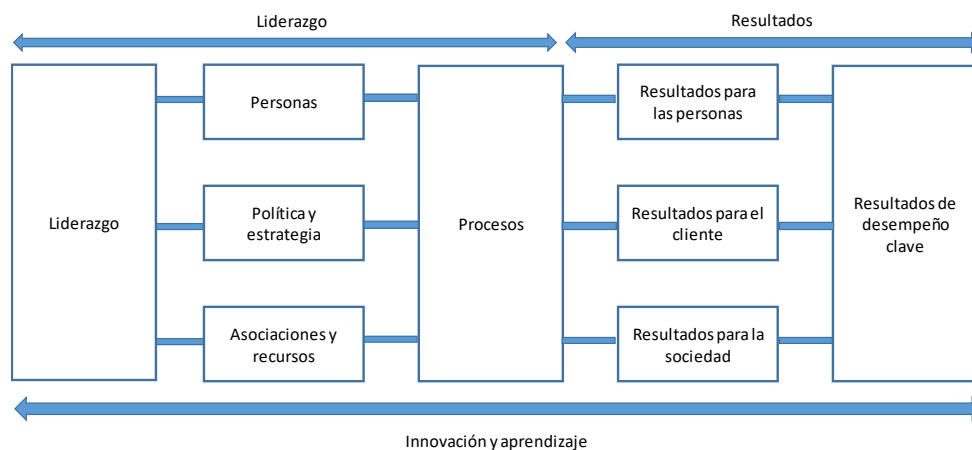 Liderazgo
Resultados
Liderazgo
Personas
Política y
estrategia
Asociaciones y
recursos
Procesos
Resultados para
las personas
Resultados para el
cliente
Resultados para la
sociedad
Resultados de
desempeño
clave
Innovación y aprendizaje